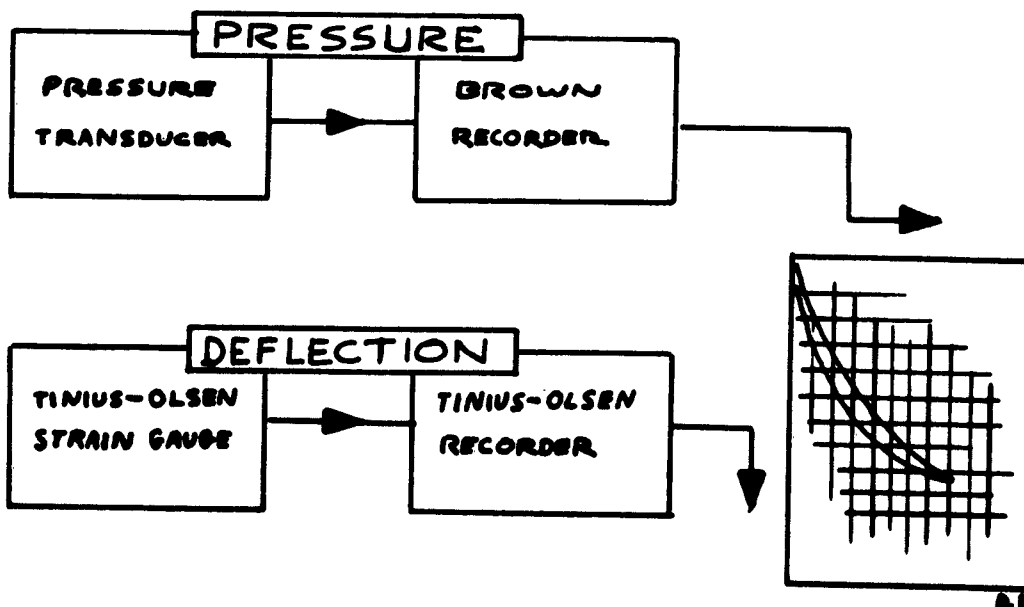 PRESSURE
PRESSURE
TRANSDUCER
BROWN
RECORDER
DEFLECTION
TINIUS-OLSEN
STRAIN GAUGE
TINIUS-OLSEN
RECORDER